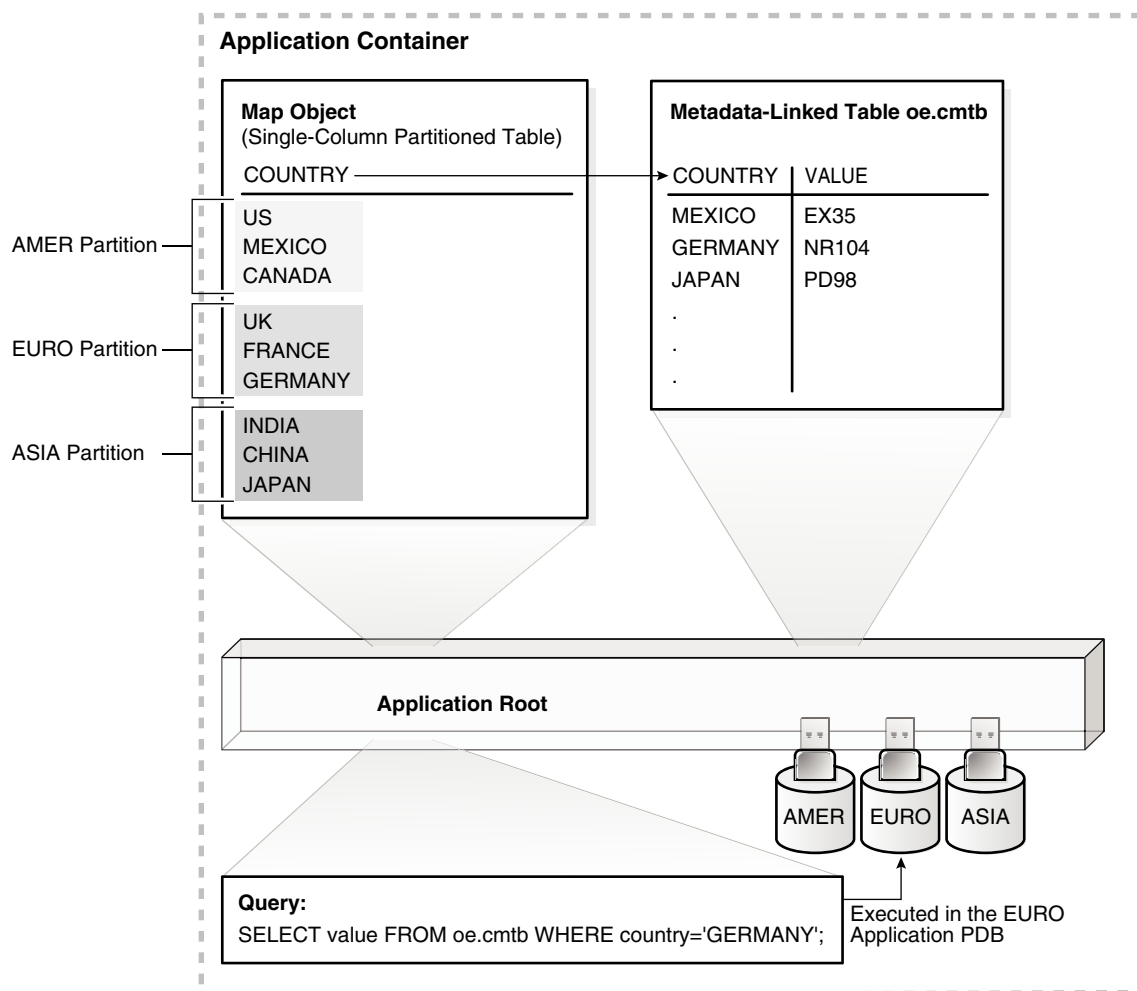 Application Container
Map Object
(Single-Column Partitioned Table)
COUNTRY
AMER Partition
US
MEXICO
CANADA
EURO Partition
UK
FRANCE
GERMANY
ASIA Partition
INDIA
CHINA
JAPAN
Metadata-Linked Table oe.cmtb
COUNTRY VALUE
MEXICO EX35
GERMANY NR104
JAPAN PD98
.
.
.
Application Root
AMER EURO ASIA
Query:
SELECT value FROM oe.cmtb WHERE country='GERMANY';
Executed in the EURO
Application PDB